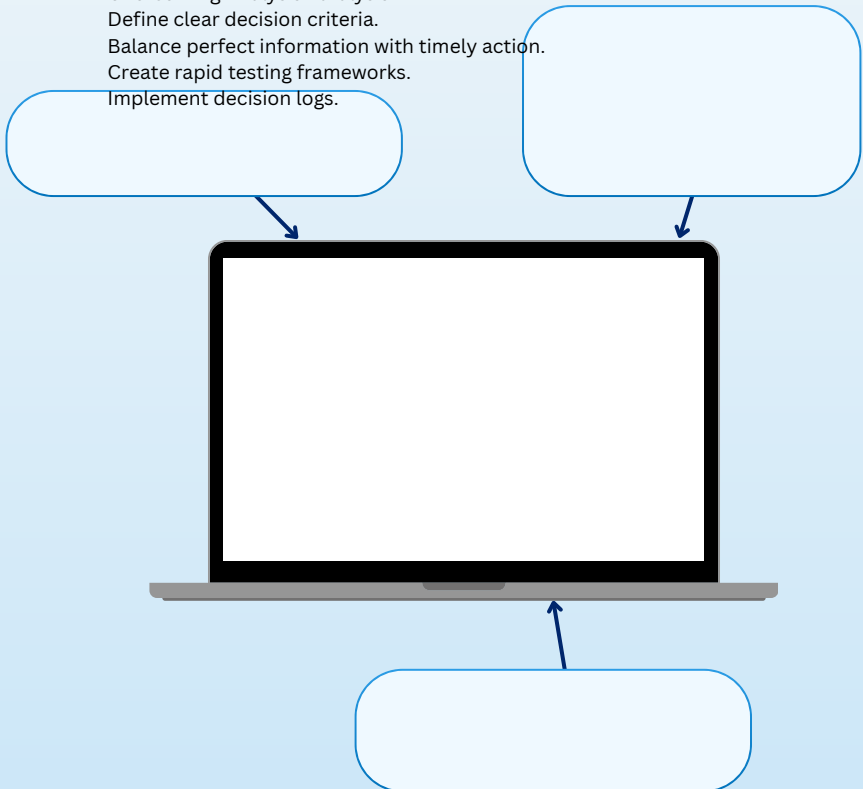 Define clear decision criteria.
Balance perfect information with timely action.
Create rapid testing frameworks.
Implement decision logs.